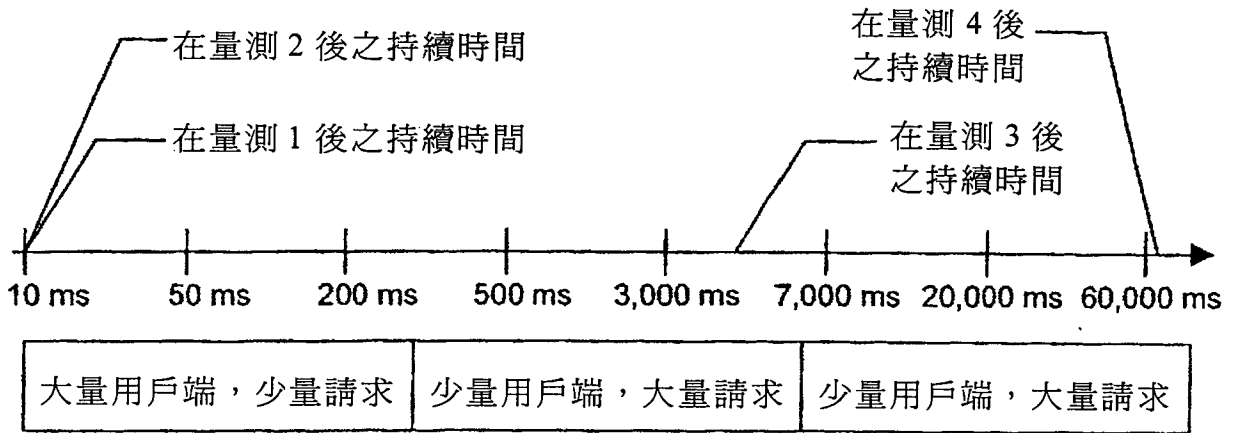 在量測 2 後之持續時間
在量測 1 後之持續時間
在量測 4 後
之持續時間
在量測 3 後
之持續時間
10 ms 50 ms 200 ms 500 ms 3,000 ms 7,000 ms 20,000 ms 60,000 ms
大量用戶端，少量請求
少量用戶端，大量請求
少量用戶端，大量請求